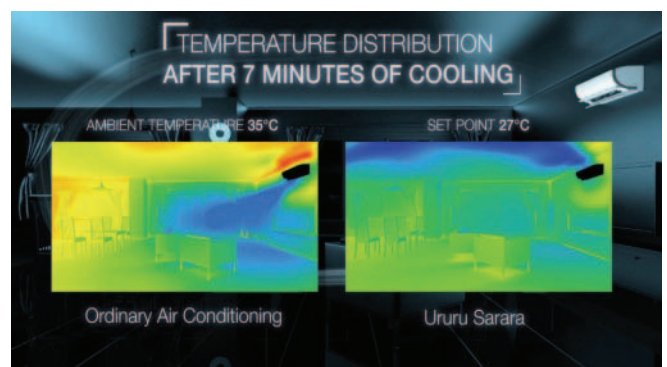 TEMPERATURE DISTRIBUTION
AFTER 7 MINUTES OF COOLING
AMBIENT TEMPERATURE 35°C
SET POINT 27°C
Ordinary Air Conditioning
Ururu Sarara